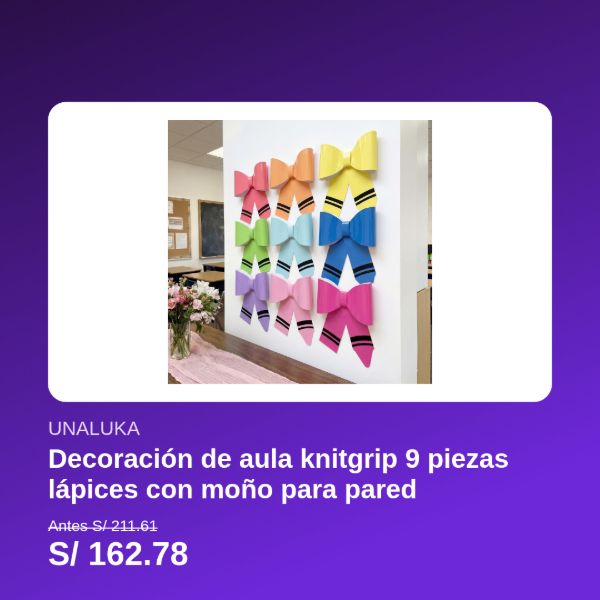 UNALUKA
Decoración de aula knitgrip 9 piezas
lápices con moño para pared
Antes S/ 211.61
S/ 162.78